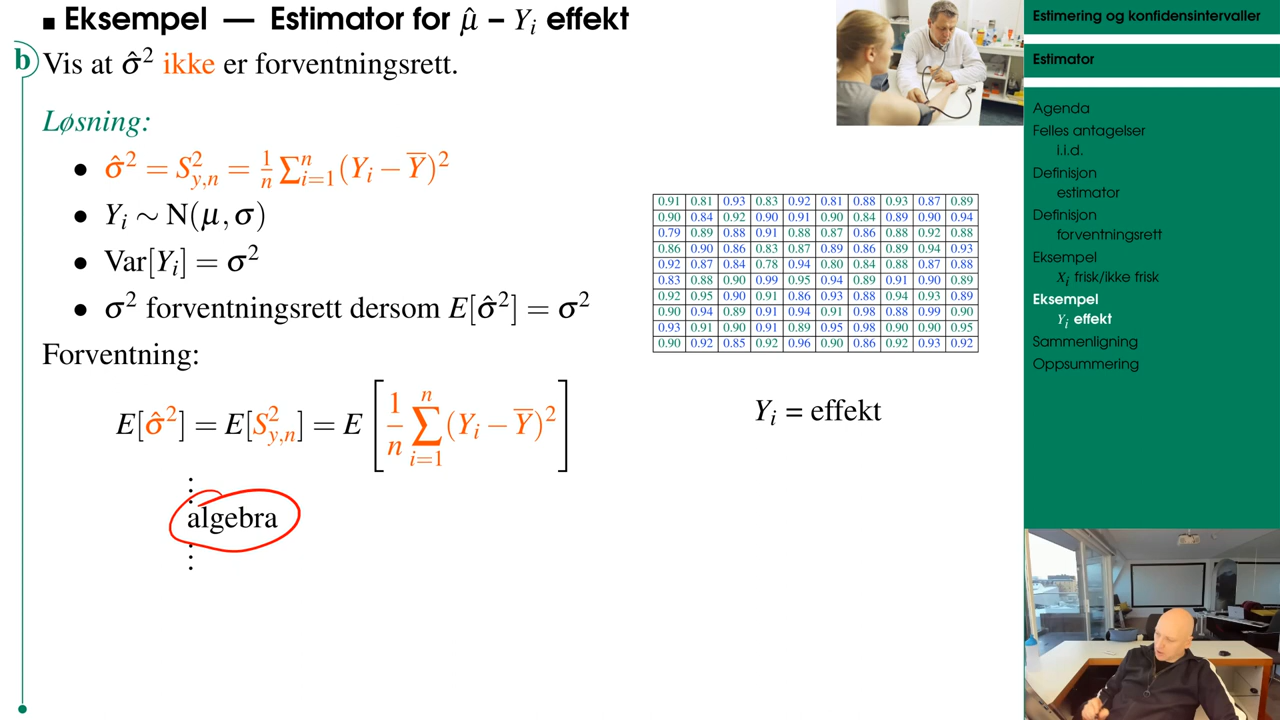 Eksempel — Estimator for μ̂ – Yᵢ effekt
b Vis at σ̂² ikke er forventningsrett.
Løsning:
• σ̂² = S²_{y,n} = 1/n ∑_{i=1}^{n} (Yᵢ − Y̅)²
• Yᵢ ∼ N(μ, σ)
• Var[Yᵢ] = σ²
• σ² forventningsrett dersom E[σ̂²] = σ²
Forventning:
E[σ̂²] = E[S²_{y,n}] = E[1/n ∑_{i=1}^{n} (Yᵢ − Y̅)²]
⋮
algebra
⋮
0.91 0.81 0.93 0.83 0.92 0.81 0.88 0.93 0.87 0.89
0.90 0.84 0.92 0.90 0.91 0.90 0.84 0.89 0.90 0.94
0.79 0.89 0.88 0.91 0.88 0.87 0.86 0.88 0.92 0.88
0.86 0.90 0.86 0.83 0.87 0.89 0.86 0.89 0.94 0.93
0.92 0.87 0.84 0.78 0.94 0.80 0.84 0.88 0.87 0.88
0.83 0.88 0.90 0.99 0.95 0.94 0.89 0.91 0.90 0.89
0.92 0.95 0.90 0.91 0.86 0.93 0.88 0.94 0.93 0.89
0.90 0.94 0.89 0.91 0.94 0.91 0.98 0.88 0.99 0.90
0.93 0.91 0.90 0.91 0.89 0.95 0.98 0.90 0.90 0.95
0.90 0.92 0.85 0.92 0.96 0.90 0.86 0.92 0.93 0.92
Yᵢ = effekt
Estimering og konfidensintervaller
Estimator
Agenda
Felles antagelser
i.i.d.
Definisjon
estimator
Definisjon
forventningsrett
Eksempel
Xᵢ frisk/ikke frisk
Eksempel
Yᵢ effekt
Sammenligning
Oppsummering